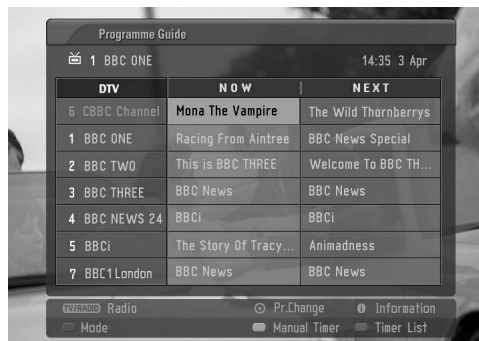 Programme Guide
1 BBC ONE 14:35 3 Apr
DTV NOW NEXT
6 CBBC Channel Mona The Vampire The Wild Thornberrys
1 BBC ONE Racing From Aintree BBC News Special
2 BBC TWO This is BBC THREE Welcome To BBC TH...
3 BBC THREE BBC News BBC News
4 BBC NEWS 24 BBCi BBCi
5 BBCi The Story Of Tracy... Animadness
7 BBC1 London BBC News BBC News
TV/RADIO Radio Pr.Change i Information
Mode Manual Timer Timer List